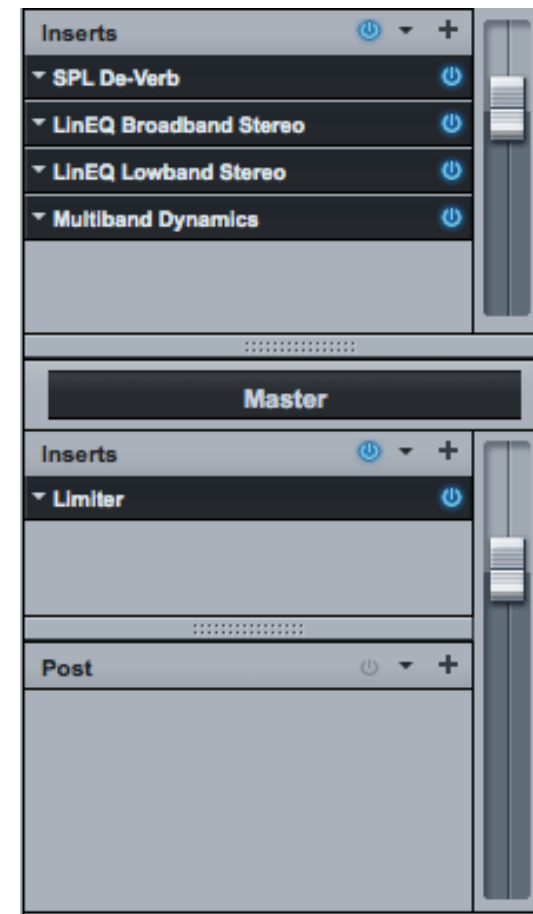 Inserts
SPL De-Verb
LinEQ Broadband Stereo
LinEQ Lowband Stereo
Multiband Dynamics
Master
Inserts
Limiter
Post